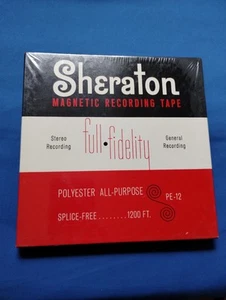 Sheraton
MAGNETIC RECORDING TAPE
Stereo Recording
full fidelity
General Recording
POLYESTER ALL-PURPOSE
PE-12
SPLICE-FREE ........ 1200 FT.